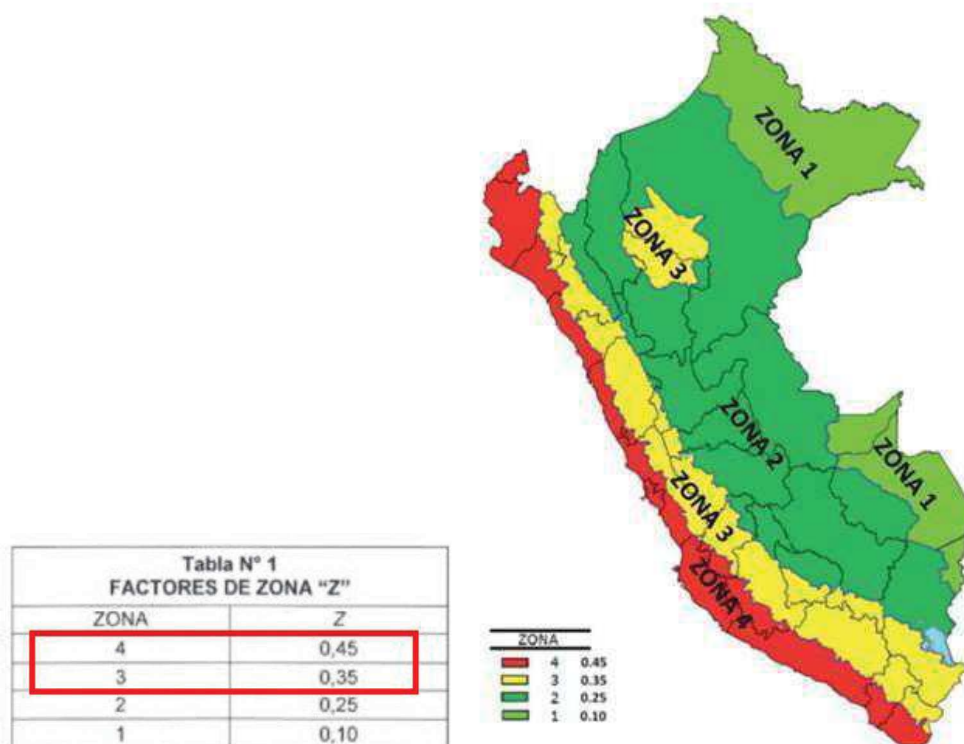 ZONA 1
ZONA 3
ZONA 2
ZONA 1
ZONA 3
ZONA 4
Tabla N° 1
FACTORES DE ZONA "Z"
ZONA Z
4 0,45
3 0,35
2 0,25
1 0,10
ZONA
4 0.45
3 0.35
2 0.25
1 0.10